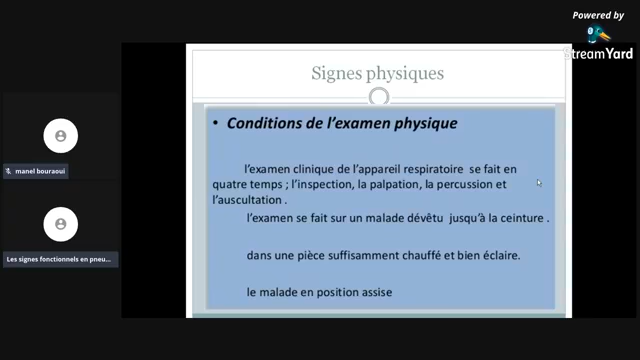 Powered by
StreamYard
Signes physiques
• Conditions de l'examen physique
l'examen clinique de l'appareil respiratoire se fait en
quatre temps ; l'inspection, la palpation, la percussion et
l'auscultation .
l'examen se fait sur un malade dévêtu jusqu'à la ceinture .
dans une pièce suffisamment chauffé et bien éclaire.
le malade en position assise
manel bouraoui
Les signes fonctionnels en pneu...